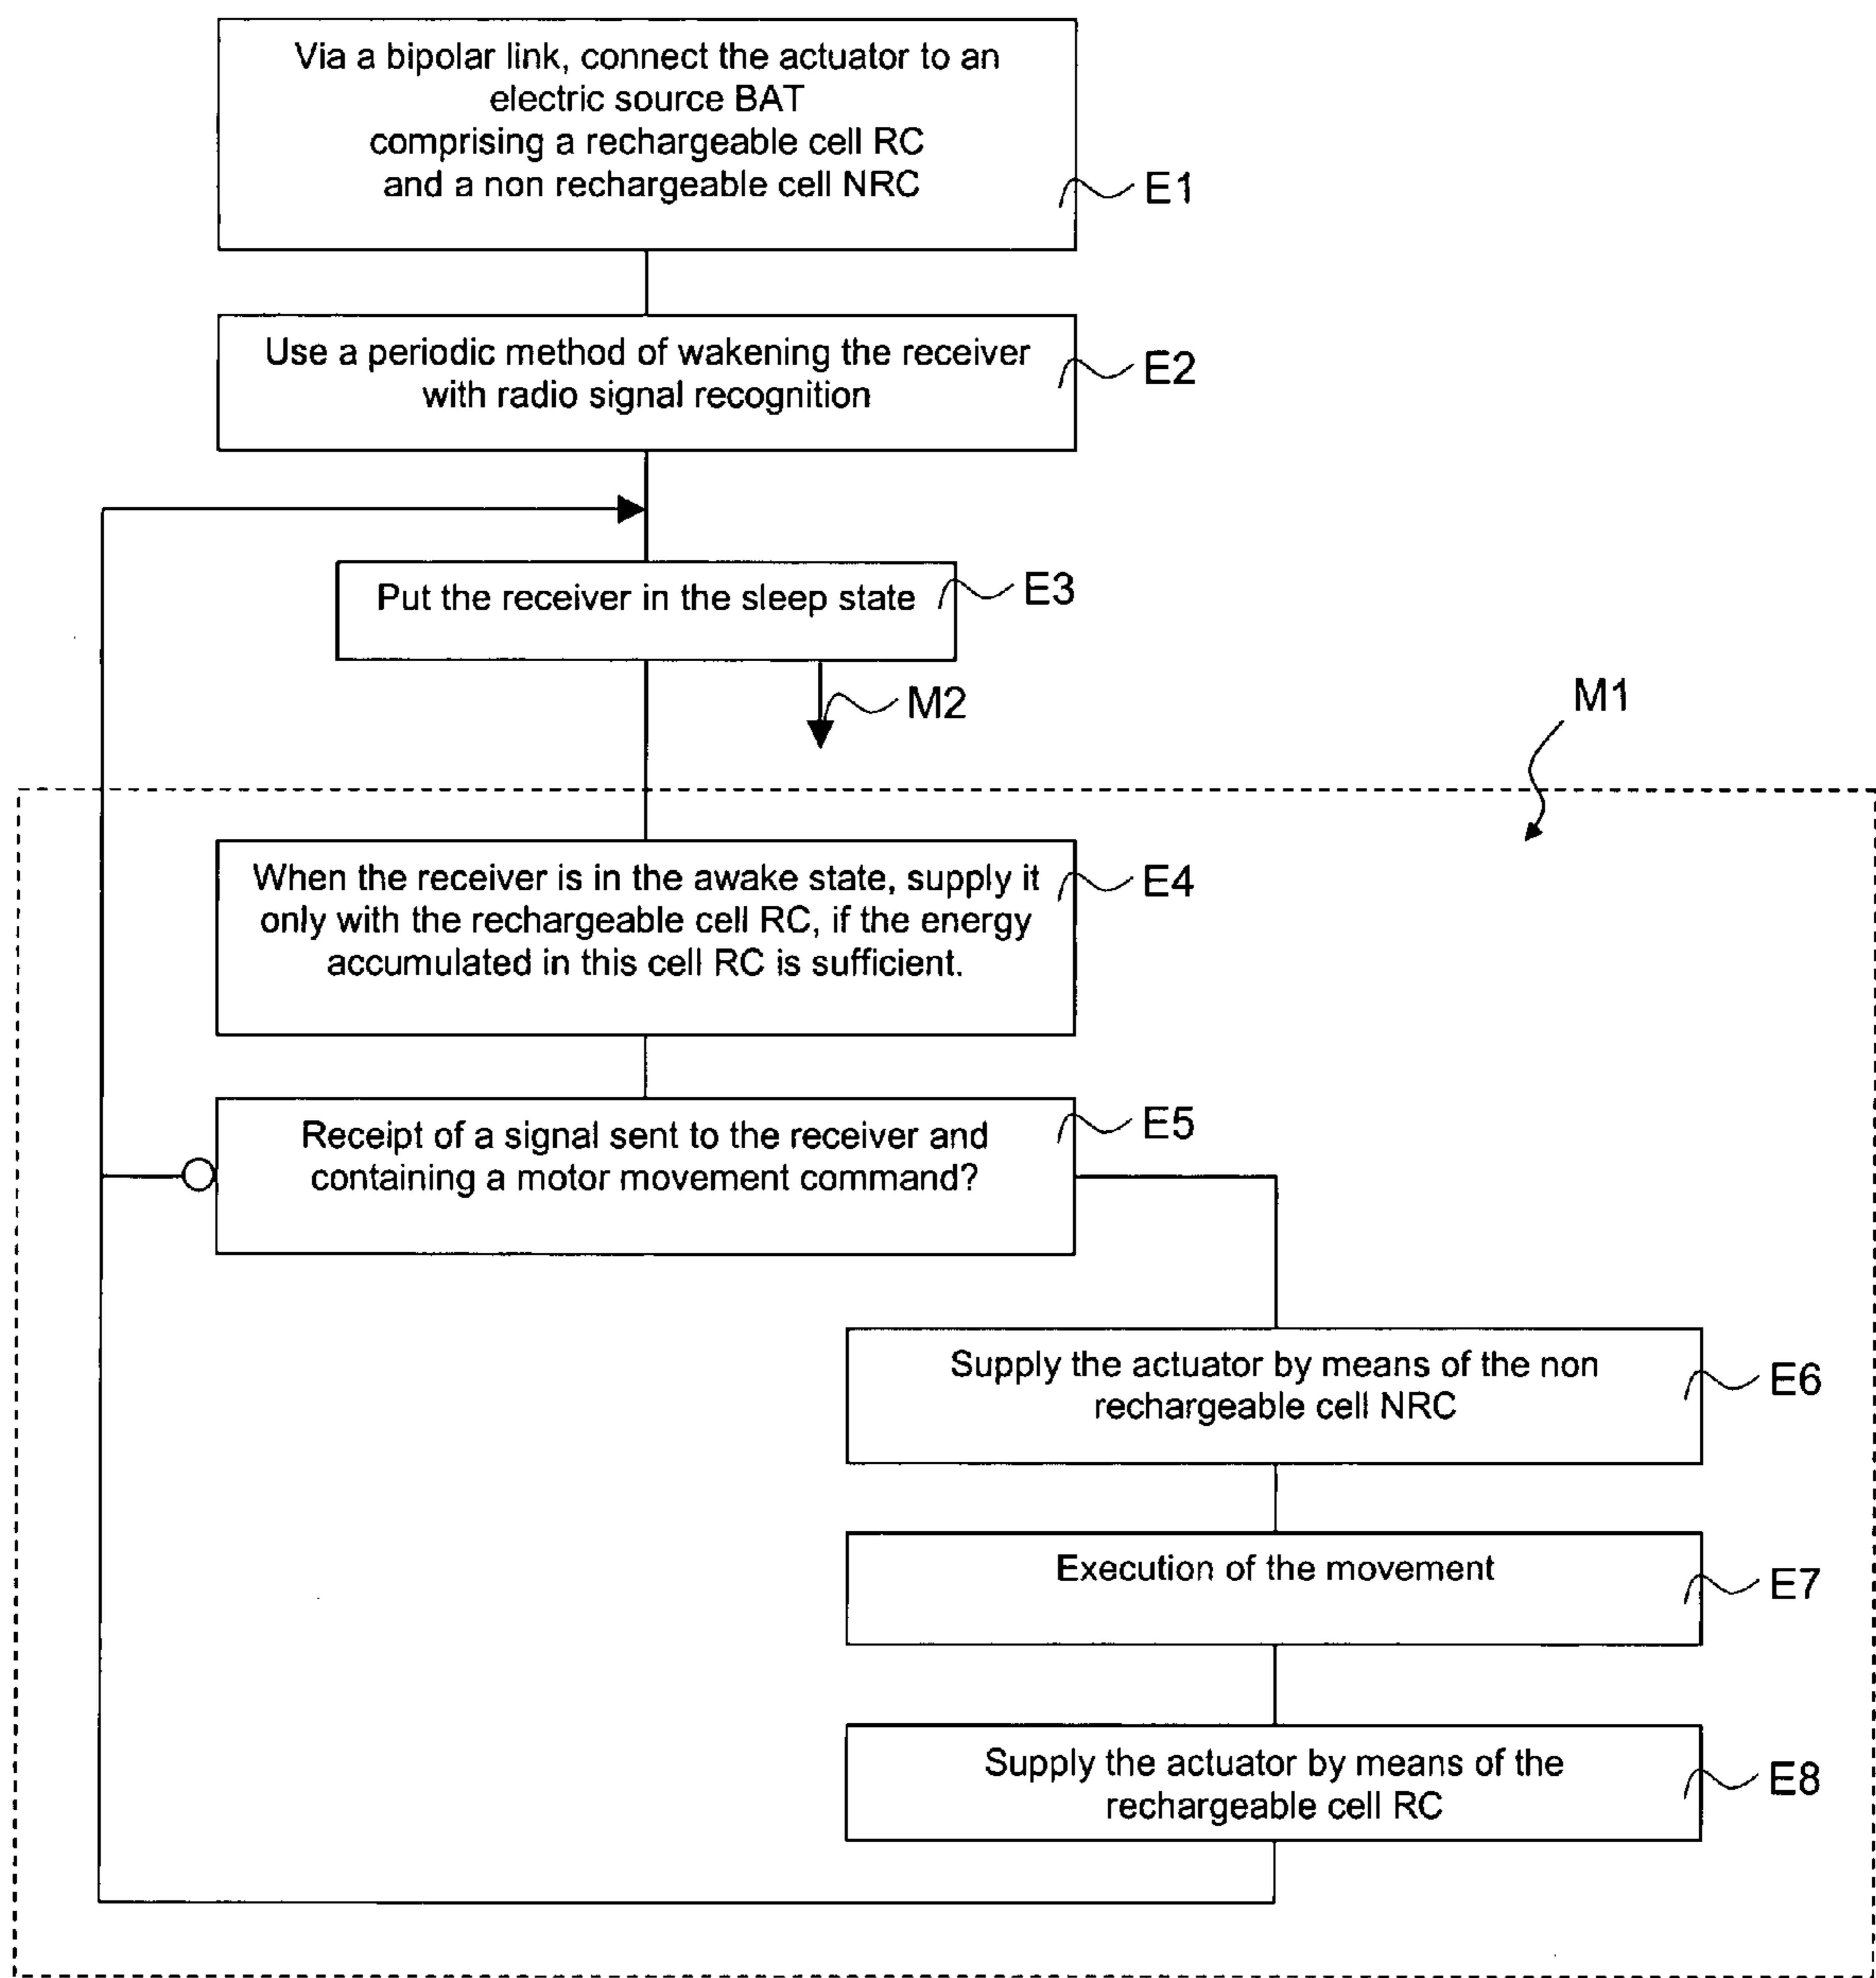 Via a bipolar link, connect the actuator to an
electric source BAT
comprising a rechargeable cell RC
and a non rechargeable cell NRC
E1
Use a periodic method of wakening the receiver
with radio signal recognition
E2
Put the receiver in the sleep state
E3
M2
M1
When the receiver is in the awake state, supply it
only with the rechargeable cell RC, if the energy
accumulated in this cell RC is sufficient.
E4
Receipt of a signal sent to the receiver and
containing a motor movement command?
E5
Supply the actuator by means of the non
rechargeable cell NRC
E6
Execution of the movement
E7
Supply the actuator by means of the
rechargeable cell RC
E8